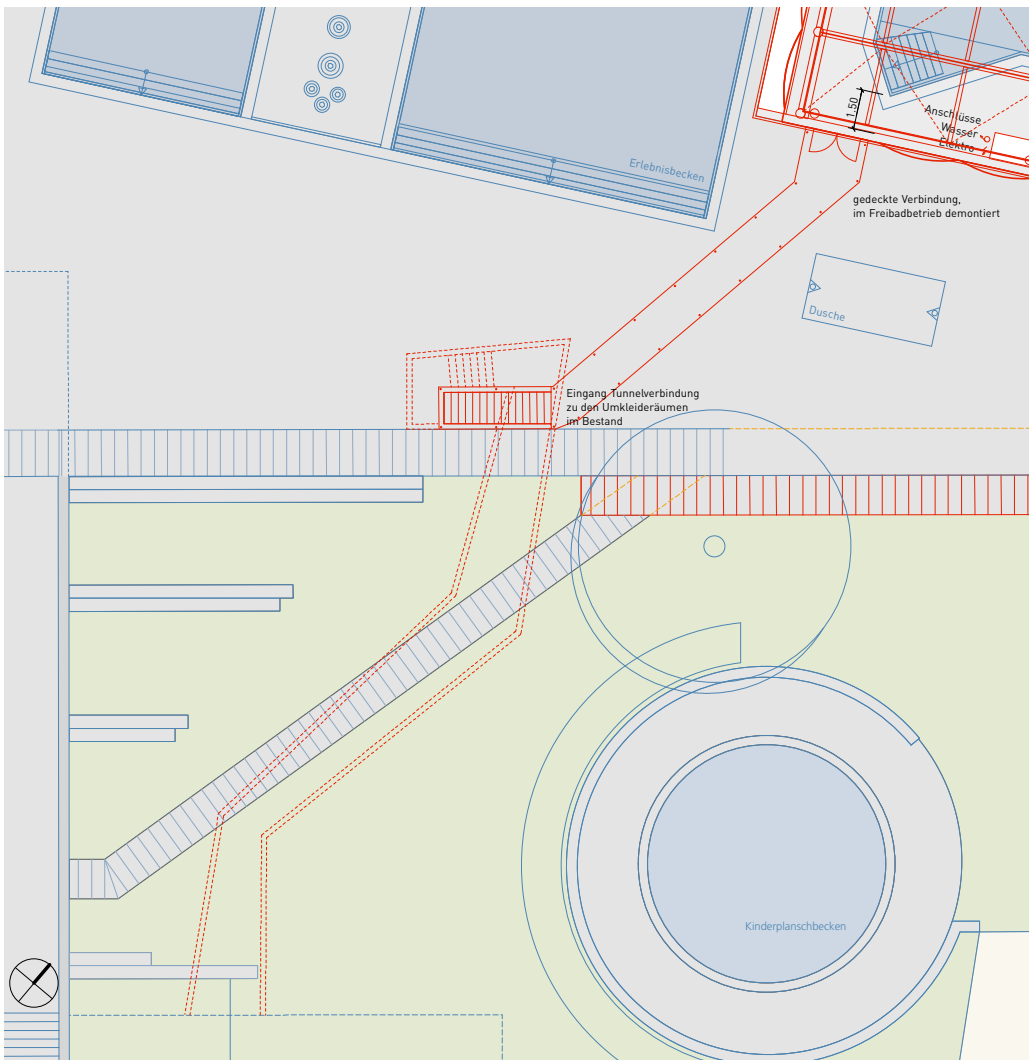 1.50
Anschlüsse
Wasser
Elektro
Erlebnisbecken
gedeckte Verbindung,
im Freibadbetrieb demontiert
Dusche
Eingang Tunnelverbindung
zu den Umkleideräumen
im Bestand
Kinderplanschbecken